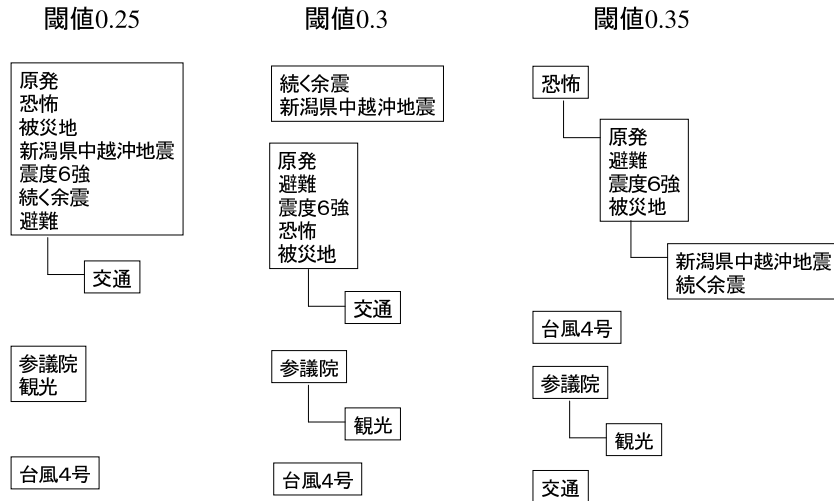 閾値0.25
原発
恐怖
被災地
新潟県中越沖地震
震度6強
続く余震
避難
交通
参議院
観光
台風4号
閾値0.3
続く余震
新潟県中越沖地震
原発
避難
震度6強
恐怖
被災地
交通
参議院
観光
台風4号
閾値0.35
恐怖
原発
避難
震度6強
被災地
新潟県中越沖地震
続く余震
台風4号
参議院
観光
交通